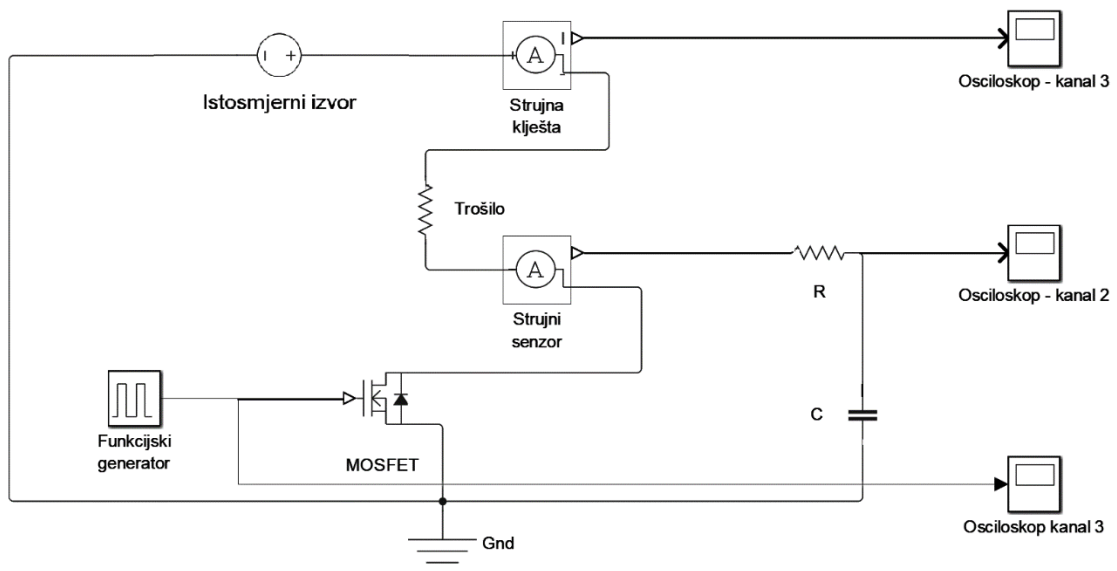 Istosmjerni izvor
I
A
Strujna
klješta
Osciloskop - kanal 3
Trošilo
A
Strujni
senzor
R
Osciloskop - kanal 2
Funkcijski
generator
MOSFET
C
Gnd
Osciloskop kanal 3